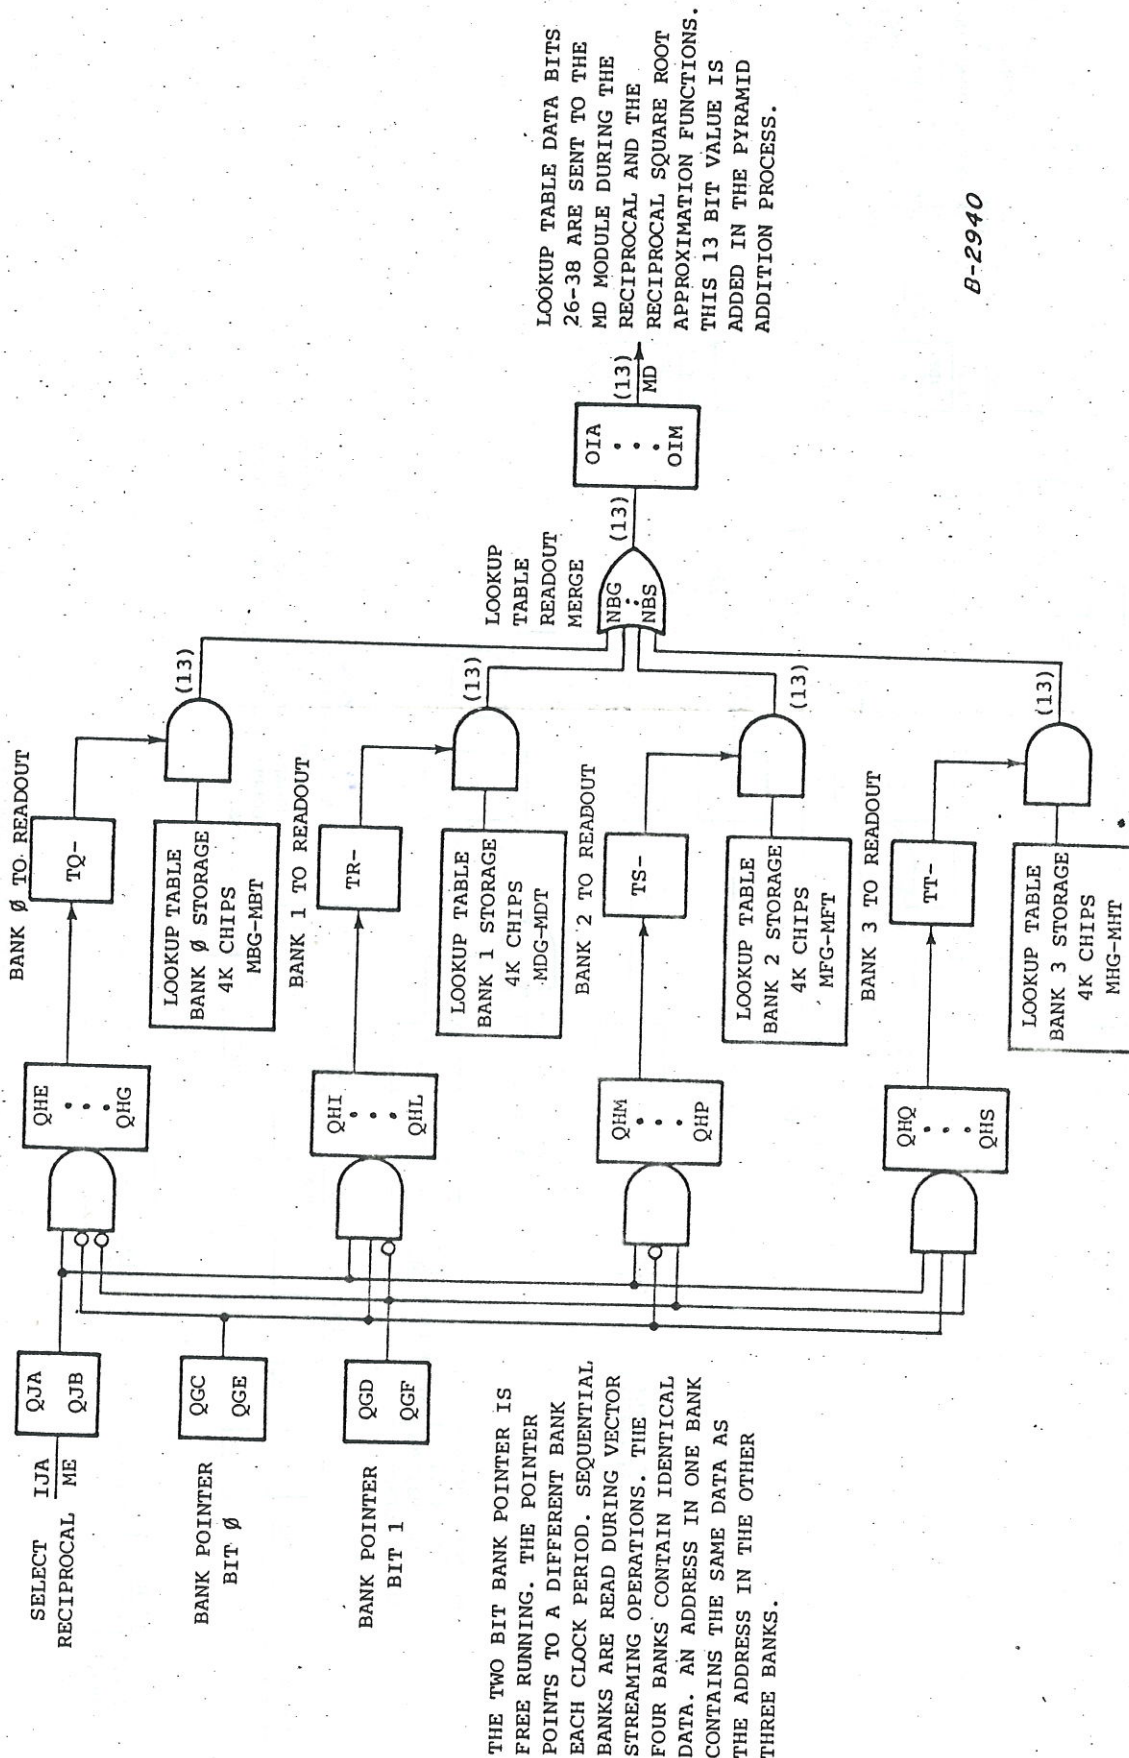 SELECT IJA
RECIPROCAL ME
QJA
QJB
BANK POINTER
BIT Ø
QGC
QGE
BANK POINTER
BIT 1
QGD
QGF
THE TWO BIT BANK POINTER IS
FREE RUNNING. THE POINTER
POINTS TO A DIFFERENT BANK
EACH CLOCK PERIOD. SEQUENTIAL
BANKS ARE READ DURING VECTOR
STREAMING OPERATIONS. THE
FOUR BANKS CONTAIN IDENTICAL
DATA. AN ADDRESS IN ONE BANK
CONTAINS THE SAME DATA AS
THE ADDRESS IN THE OTHER
THREE BANKS.
QHE
QHG
BANK Ø TO READOUT
TQ-
LOOKUP TABLE
BANK Ø STORAGE
4K CHIPS
MBG-MBT
(13)
QHI
QHL
BANK 1 TO READOUT
TR-
LOOKUP TABLE
BANK 1 STORAGE
4K CHIPS
MDG-MDT
(13)
QHM
QHP
BANK 2 TO READOUT
TS-
LOOKUP TABLE
BANK 2 STORAGE
4K CHIPS
MFG-MFT
(13)
QHQ
QHS
BANK 3 TO READOUT
TT-
LOOKUP TABLE
BANK 3 STORAGE
4K CHIPS
MHG-MHT
(13)
LOOKUP
TABLE
READOUT
MERGE
NBG
NBS
(13)
OIA
OIM
(13)
MD
LOOKUP TABLE DATA BITS
26-38 ARE SENT TO THE
MD MODULE DURING THE
RECIPROCAL AND THE
RECIPROCAL SQUARE ROOT
APPROXIMATION FUNCTIONS.
THIS 13 BIT VALUE IS
ADDED IN THE PYRAMID
ADDITION PROCESS.
B-2940